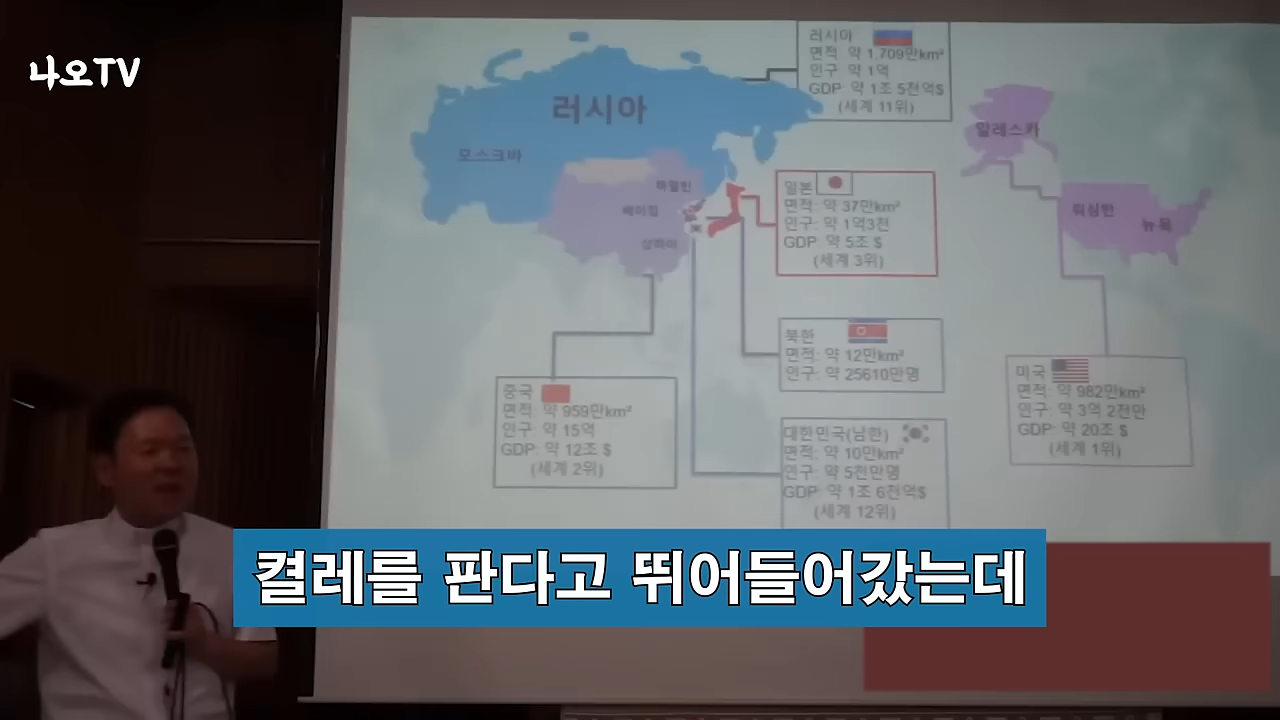 나오TV
러시아
면적 약 1,709만km²
인구 약 1억
GDP: 약 1조 5천억$
(세계 11위)
러시아
모스크바
알레스카
하얼빈
베이징
상하이
워싱턴
뉴욕
일본
면적: 약 37만km²
인구: 약 1억3천
GDP: 약 5조 $
(세계 3위)
북한
면적: 약 12만km²
인구: 약 25610만명
중국
면적: 약 959만km²
인구: 약 15억
GDP: 약 12조 $
(세계 2위)
미국
면적: 약 982만km²
인구: 약 3억 2천만
GDP: 약 20조 $
(세계 1위)
대한민국(남한)
면적: 약 10만km²
인구: 약 5천만명
GDP: 약 1조 6천억$
(세계 12위)
켤레를 판다고 뛰어들어갔는데